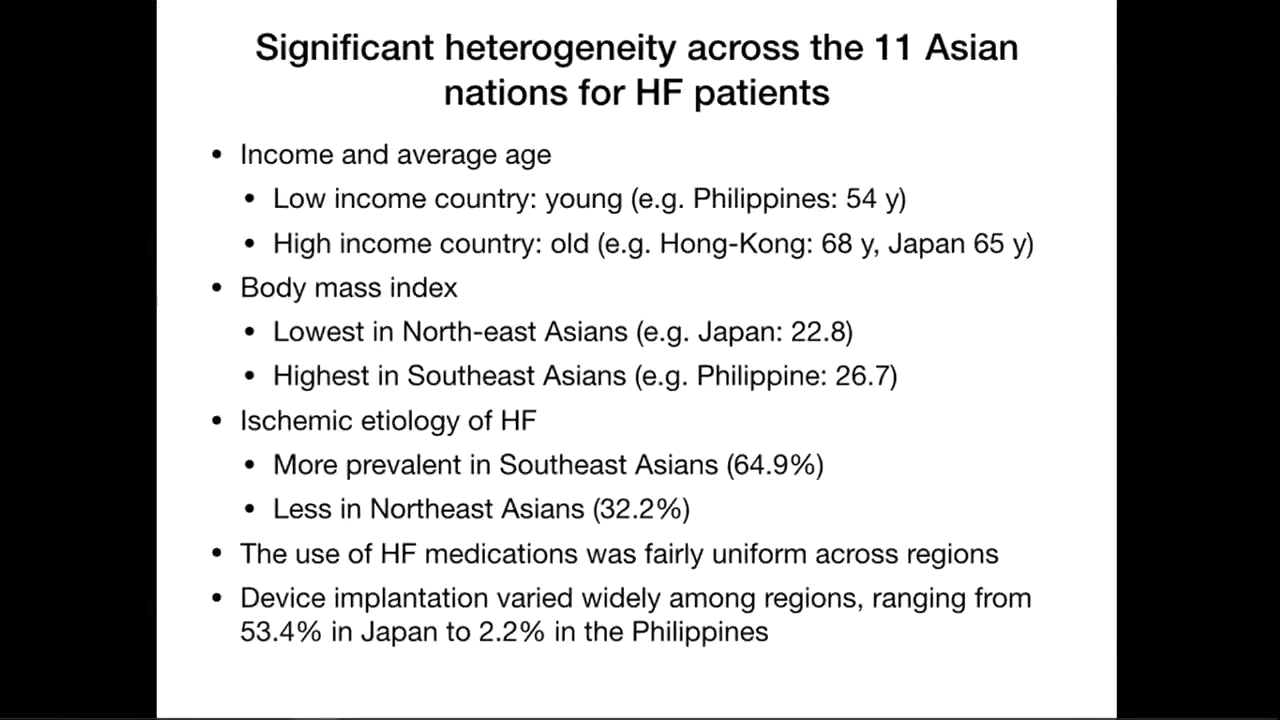 Significant heterogeneity across the 11 Asian
nations for HF patients
• Income and average age
• Low income country: young (e.g. Philippines: 54 y)
• High income country: old (e.g. Hong-Kong: 68 y, Japan 65 y)
• Body mass index
• Lowest in North-east Asians (e.g. Japan: 22.8)
• Highest in Southeast Asians (e.g. Philippine: 26.7)
• Ischemic etiology of HF
• More prevalent in Southeast Asians (64.9%)
• Less in Northeast Asians (32.2%)
• The use of HF medications was fairly uniform across regions
• Device implantation varied widely among regions, ranging from
53.4% in Japan to 2.2% in the Philippines